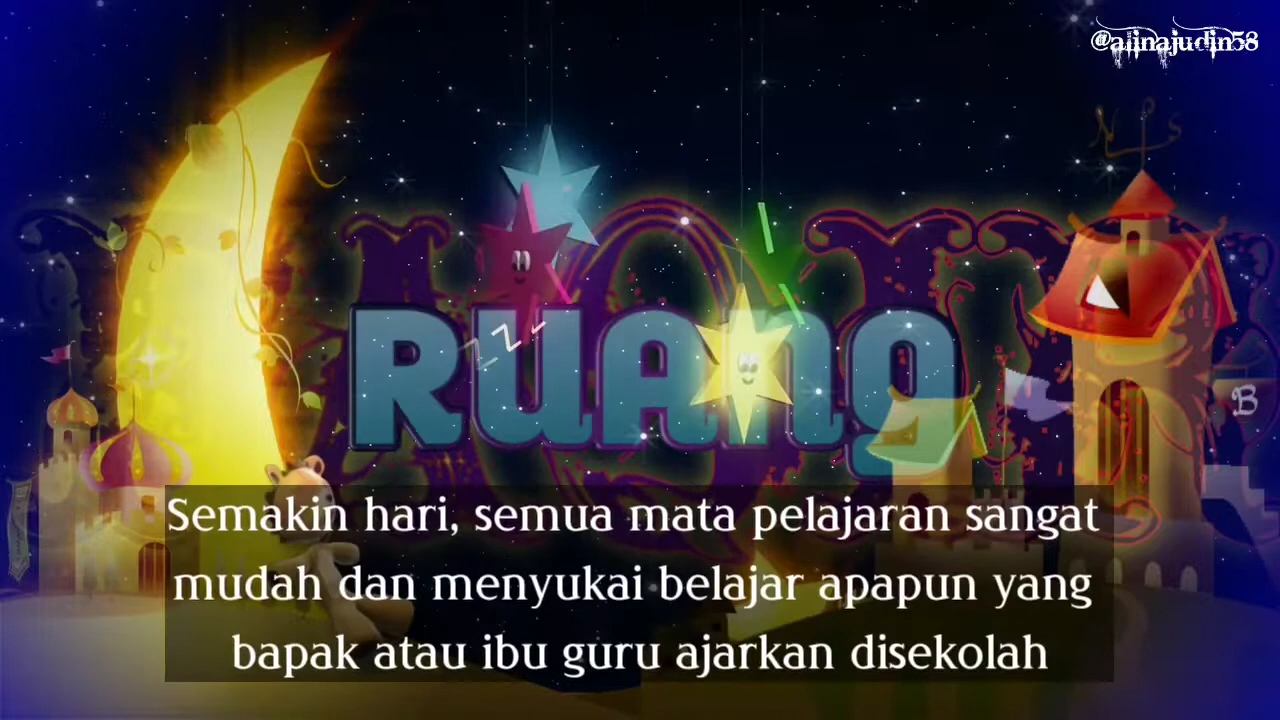 @alinajudin58
N S
RUAng
B
Semakin hari, semua mata pelajaran sangat
mudah dan menyukai belajar apapun yang
bapak atau ibu guru ajarkan disekolah